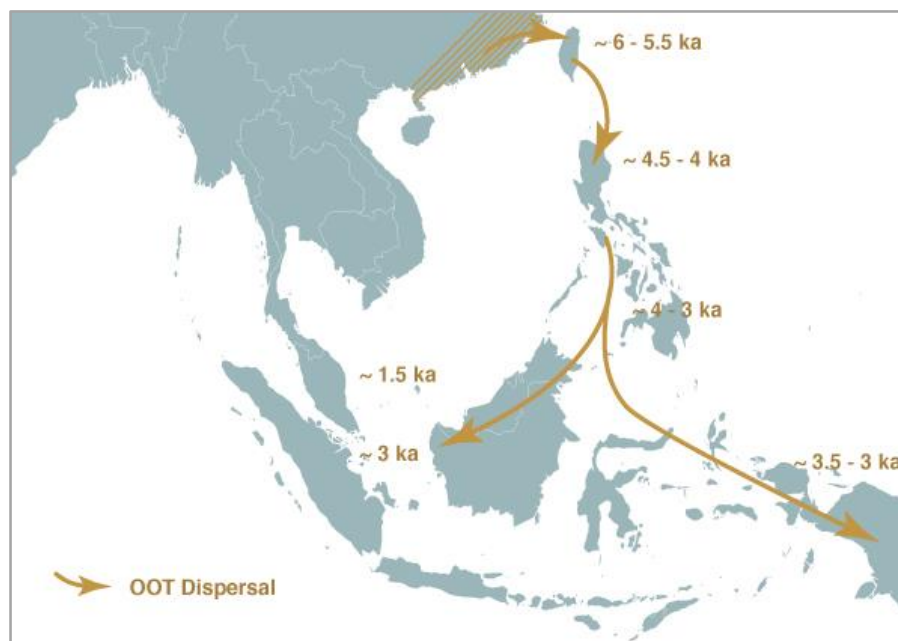 ~ 6 - 5.5 ka
~ 4.5 - 4 ka
~ 4 - 3 ka
~ 1.5 ka
~ 3 ka
~ 3.5 - 3 ka
OOT Dispersal